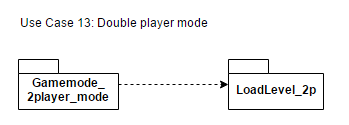 Use Case 13: Double player mode
Gamemode_
2player_mode
LoadLevel_2p